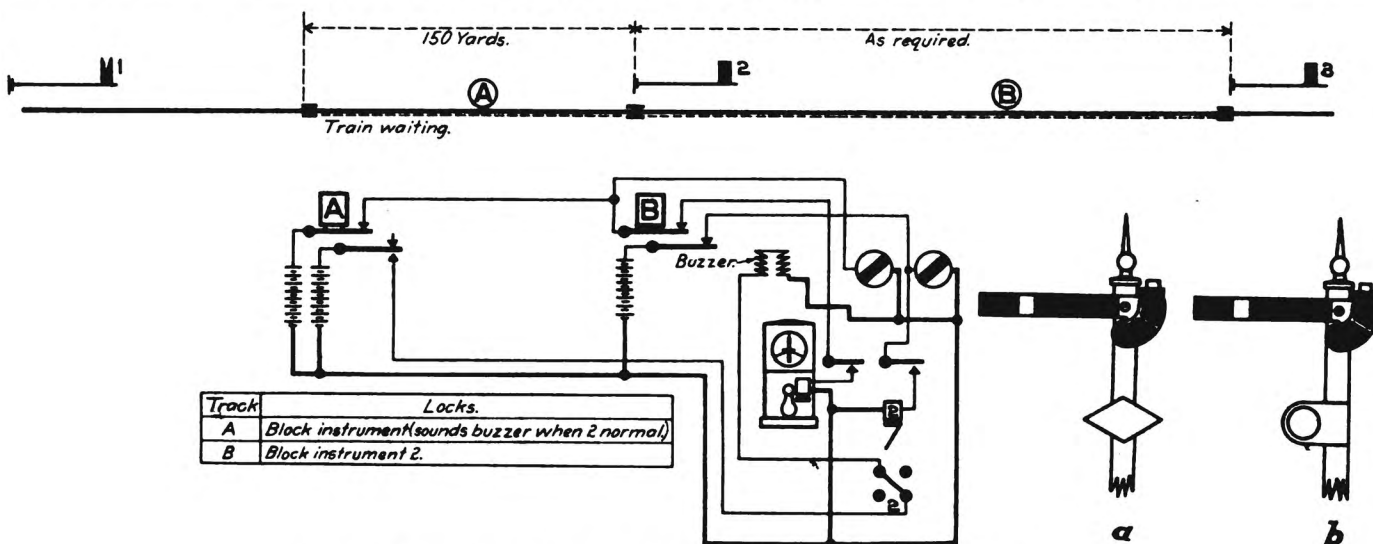 150 Yards.
As required.
1
2
3
A
B
Train waiting.
A
B
Buzzer.
2
2
Track Locks.
A Block instrument (sounds buzzer when 2 normal.)
B Block instrument 2.
a
b